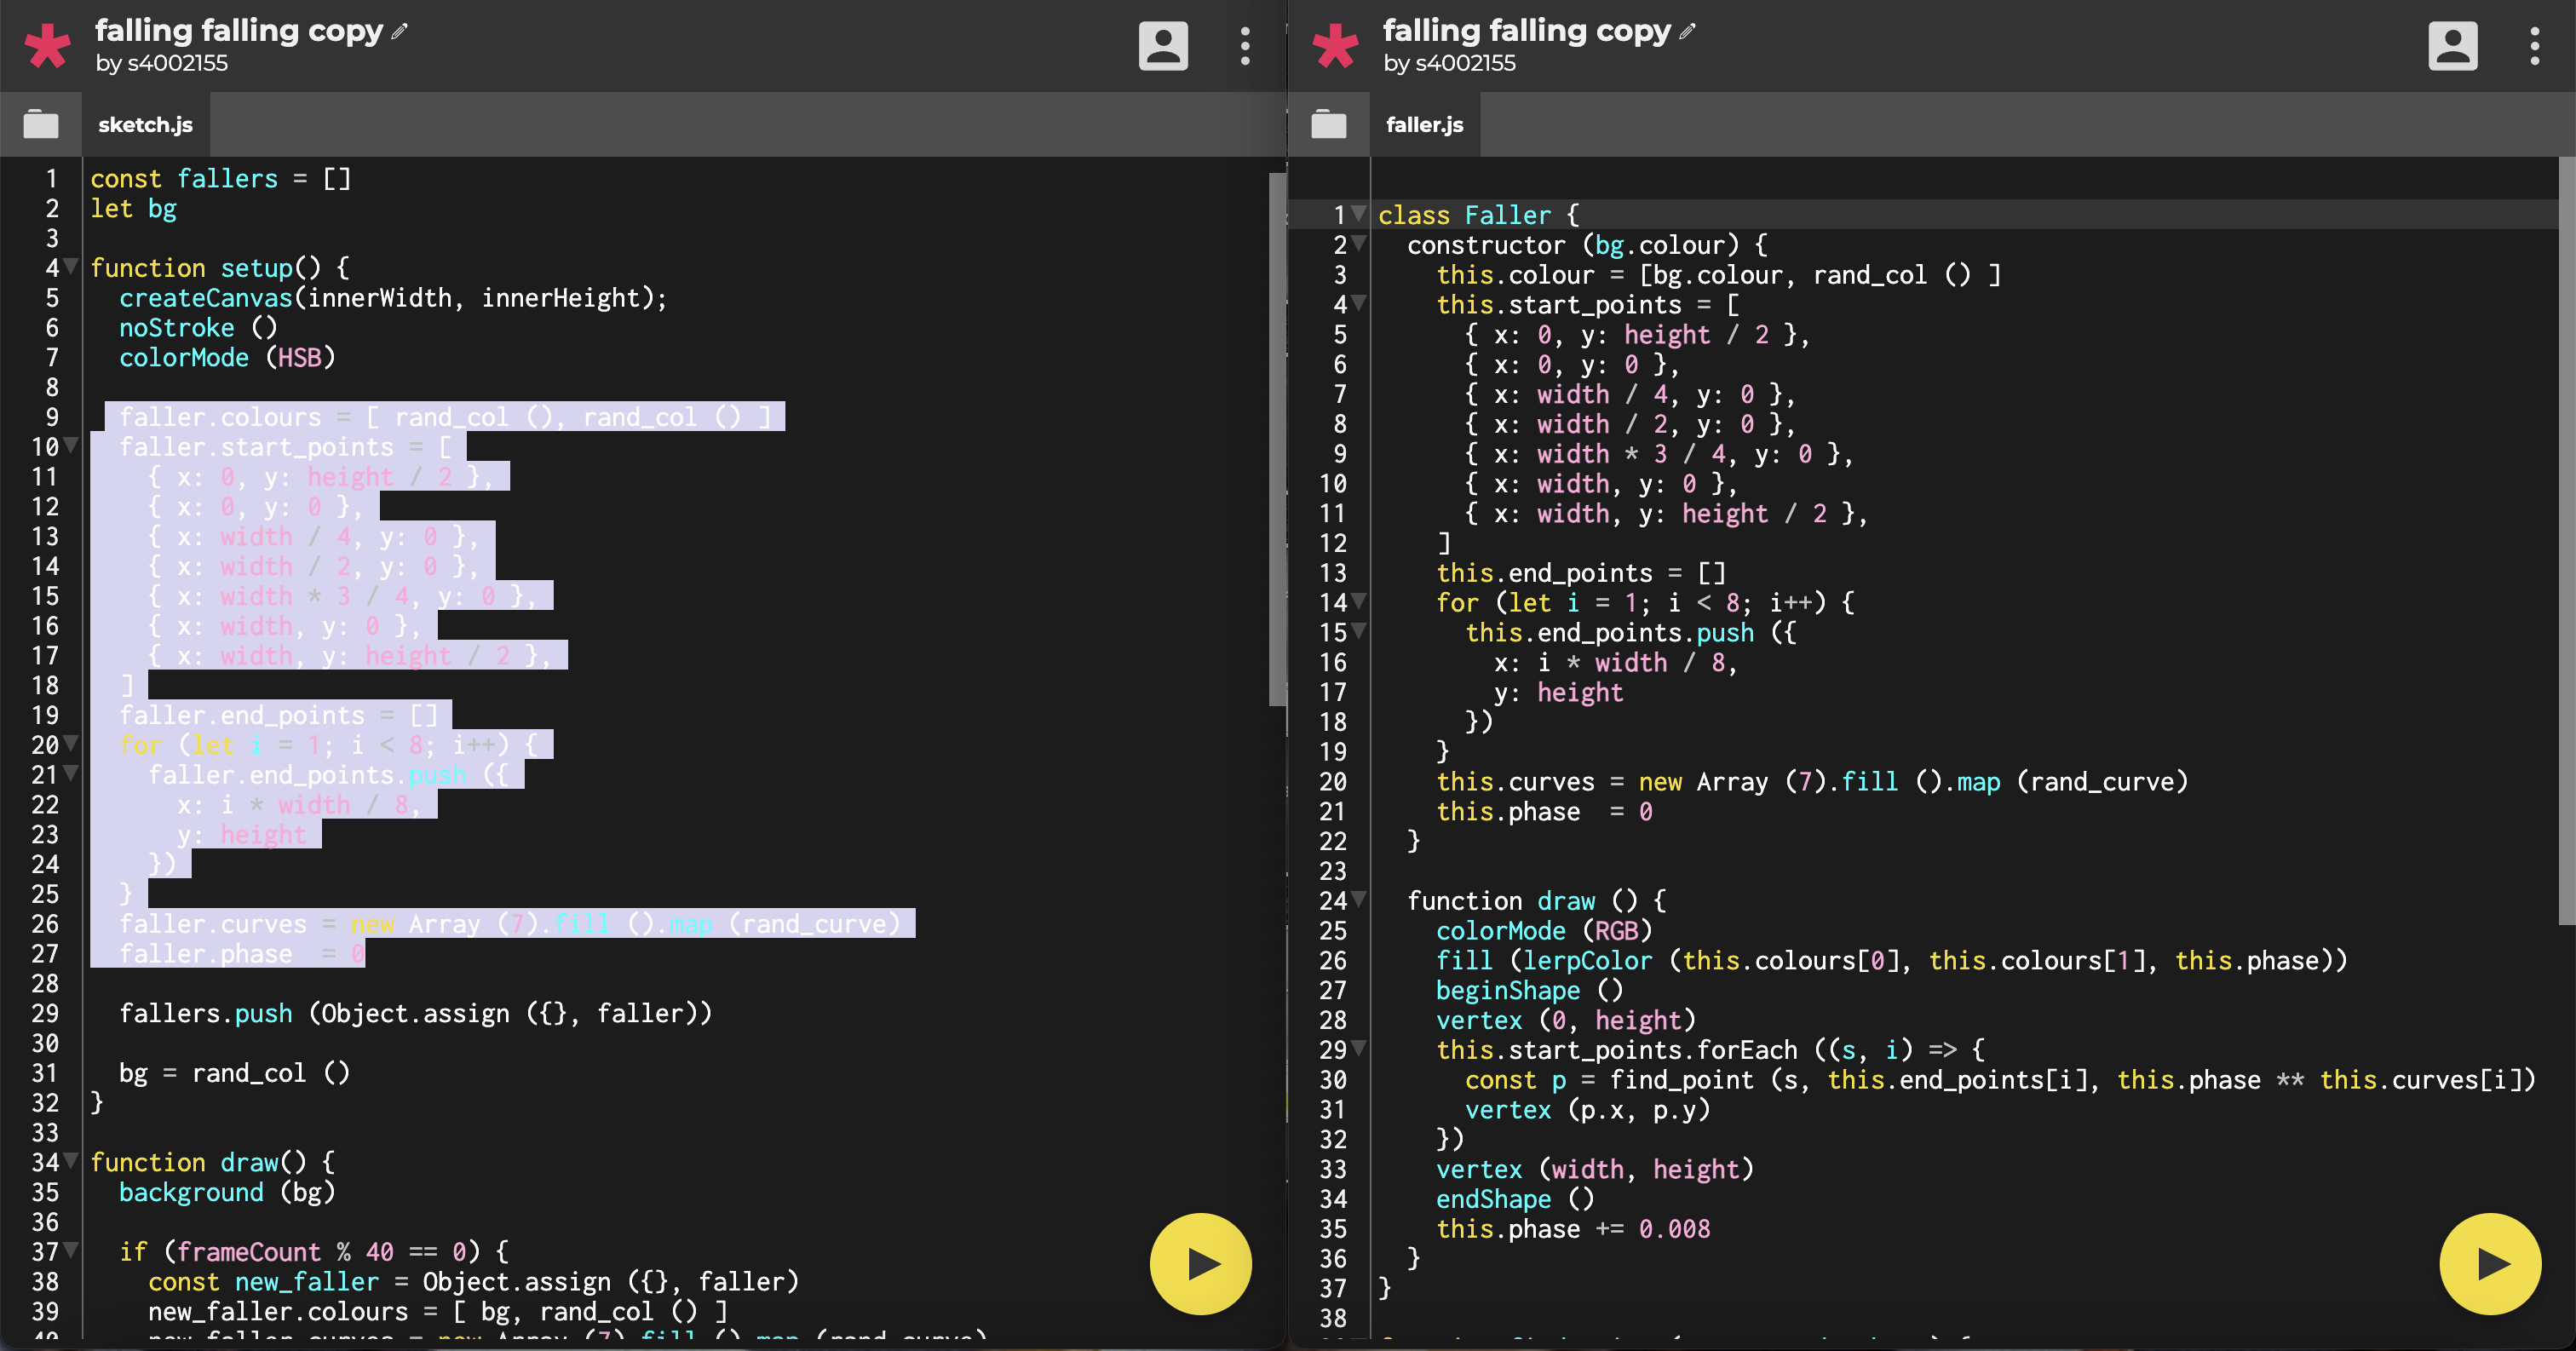 falling falling copy
by s4002155
sketch.js
1 const fallers = []
2 let bg
3
4 function setup() {
5 createCanvas(innerWidth, innerHeight);
6 noStroke ()
7 colorMode (HSB)
8
9 faller.colours = [ rand_col (), rand_col () ]
10 faller.start_points = [
11 { x: 0, y: height / 2 },
12 { x: 0, y: 0 },
13 { x: width / 4, y: 0 },
14 { x: width / 2, y: 0 },
15 { x: width * 3 / 4, y: 0 },
16 { x: width, y: 0 },
17 { x: width, y: height / 2 },
18 ]
19 faller.end_points = []
20 for (let i = 1; i < 8; i++) {
21 faller.end_points.push ({
22 x: i * width / 8,
23 y: height
24 })
25 }
26 faller.curves = new Array (7).fill ().map (rand_curve)
27 faller.phase  = 0
28
29 fallers.push (Object.assign ({}, faller))
30
31 bg = rand_col ()
32 }
33
34 function draw() {
35 background (bg)
36
37 if (frameCount % 40 == 0) {
38 const new_faller = Object.assign ({}, faller)
39 new_faller.colours = [ bg, rand_col () ]
40 new_faller.curves = new Array (7).fill ().map (rand_curve)
falling falling copy
by s4002155
faller.js
1 class Faller {
2 constructor (bg.colour) {
3 this.colour = [bg.colour, rand_col () ]
4 this.start_points = [
5 { x: 0, y: height / 2 },
6 { x: 0, y: 0 },
7 { x: width / 4, y: 0 },
8 { x: width / 2, y: 0 },
9 { x: width * 3 / 4, y: 0 },
10 { x: width, y: 0 },
11 { x: width, y: height / 2 },
12 ]
13 this.end_points = []
14 for (let i = 1; i < 8; i++) {
15 this.end_points.push ({
16 x: i * width / 8,
17 y: height
18 })
19 }
20 this.curves = new Array (7).fill ().map (rand_curve)
21 this.phase  = 0
22 }
23
24 function draw () {
25 colorMode (RGB)
26 fill (lerpColor (this.colours[0], this.colours[1], this.phase))
27 beginShape ()
28 vertex (0, height)
29 this.start_points.forEach ((s, i) => {
30 const p = find_point (s, this.end_points[i], this.phase ** this.curves[i])
31 vertex (p.x, p.y)
32 })
33 vertex (width, height)
34 endShape ()
35 this.phase += 0.008
36 }
37 }
38